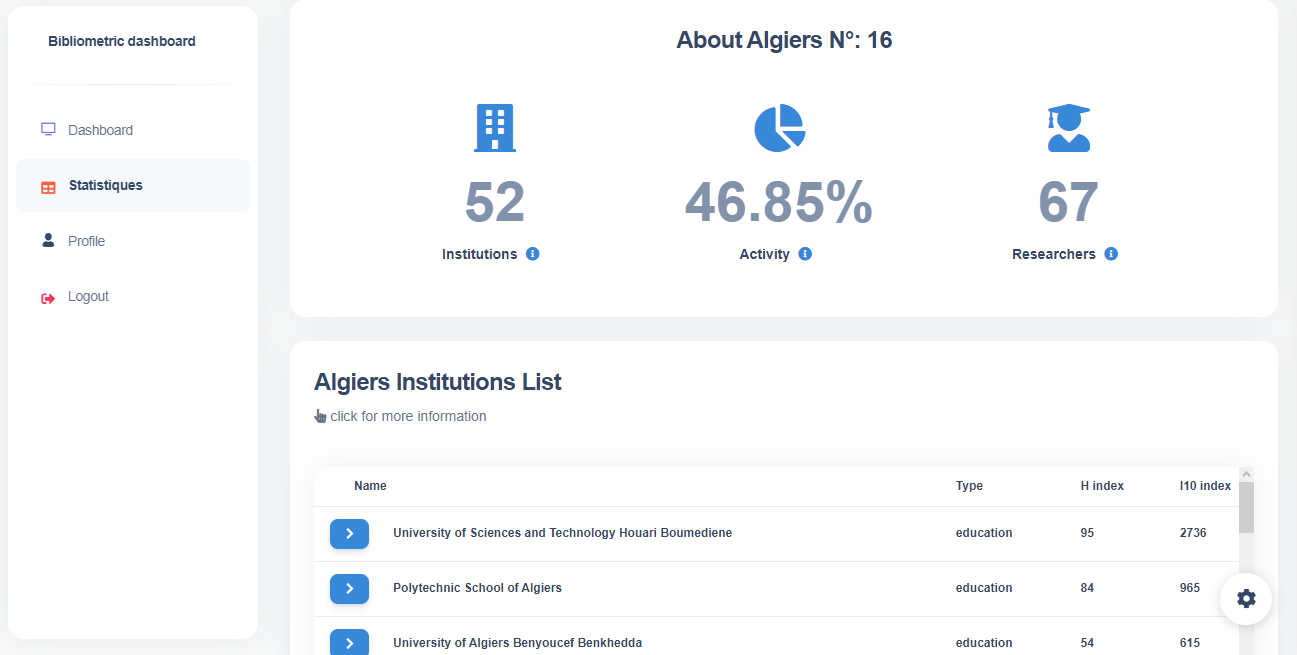 Bibliometric dashboard
Dashboard
Statistiques
Profile
Logout
About Algiers N°: 16
52 46.85% 67
Institutions Activity Researchers
Algiers Institutions List
click for more information
Name Type H index I10 index
University of Sciences and Technology Houari Boumediene education 95 2736
Polytechnic School of Algiers education 84 965
University of Algiers Benyoucef Benkhedda education 54 615